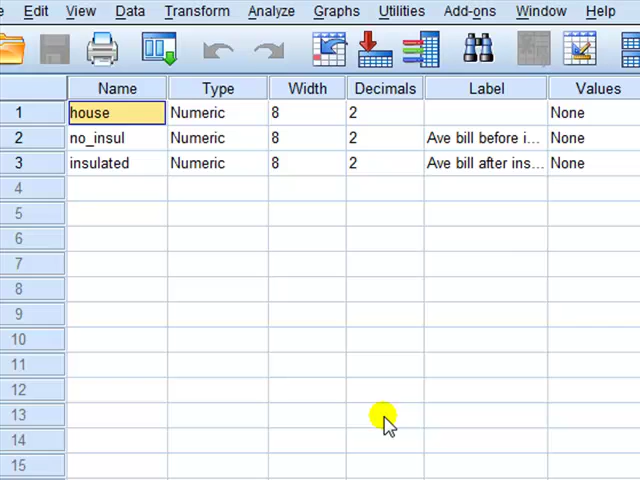 Edit View Data Transform Analyze Graphs Utilities Add-ons Window Help
Name Type Width Decimals Label Values
1 house Numeric 8 2 None
2 no_insul Numeric 8 2 Ave bill before i... None
3 insulated Numeric 8 2 Ave bill after ins... None
4
5
6
7
8
9
10
11
12
13
14
15